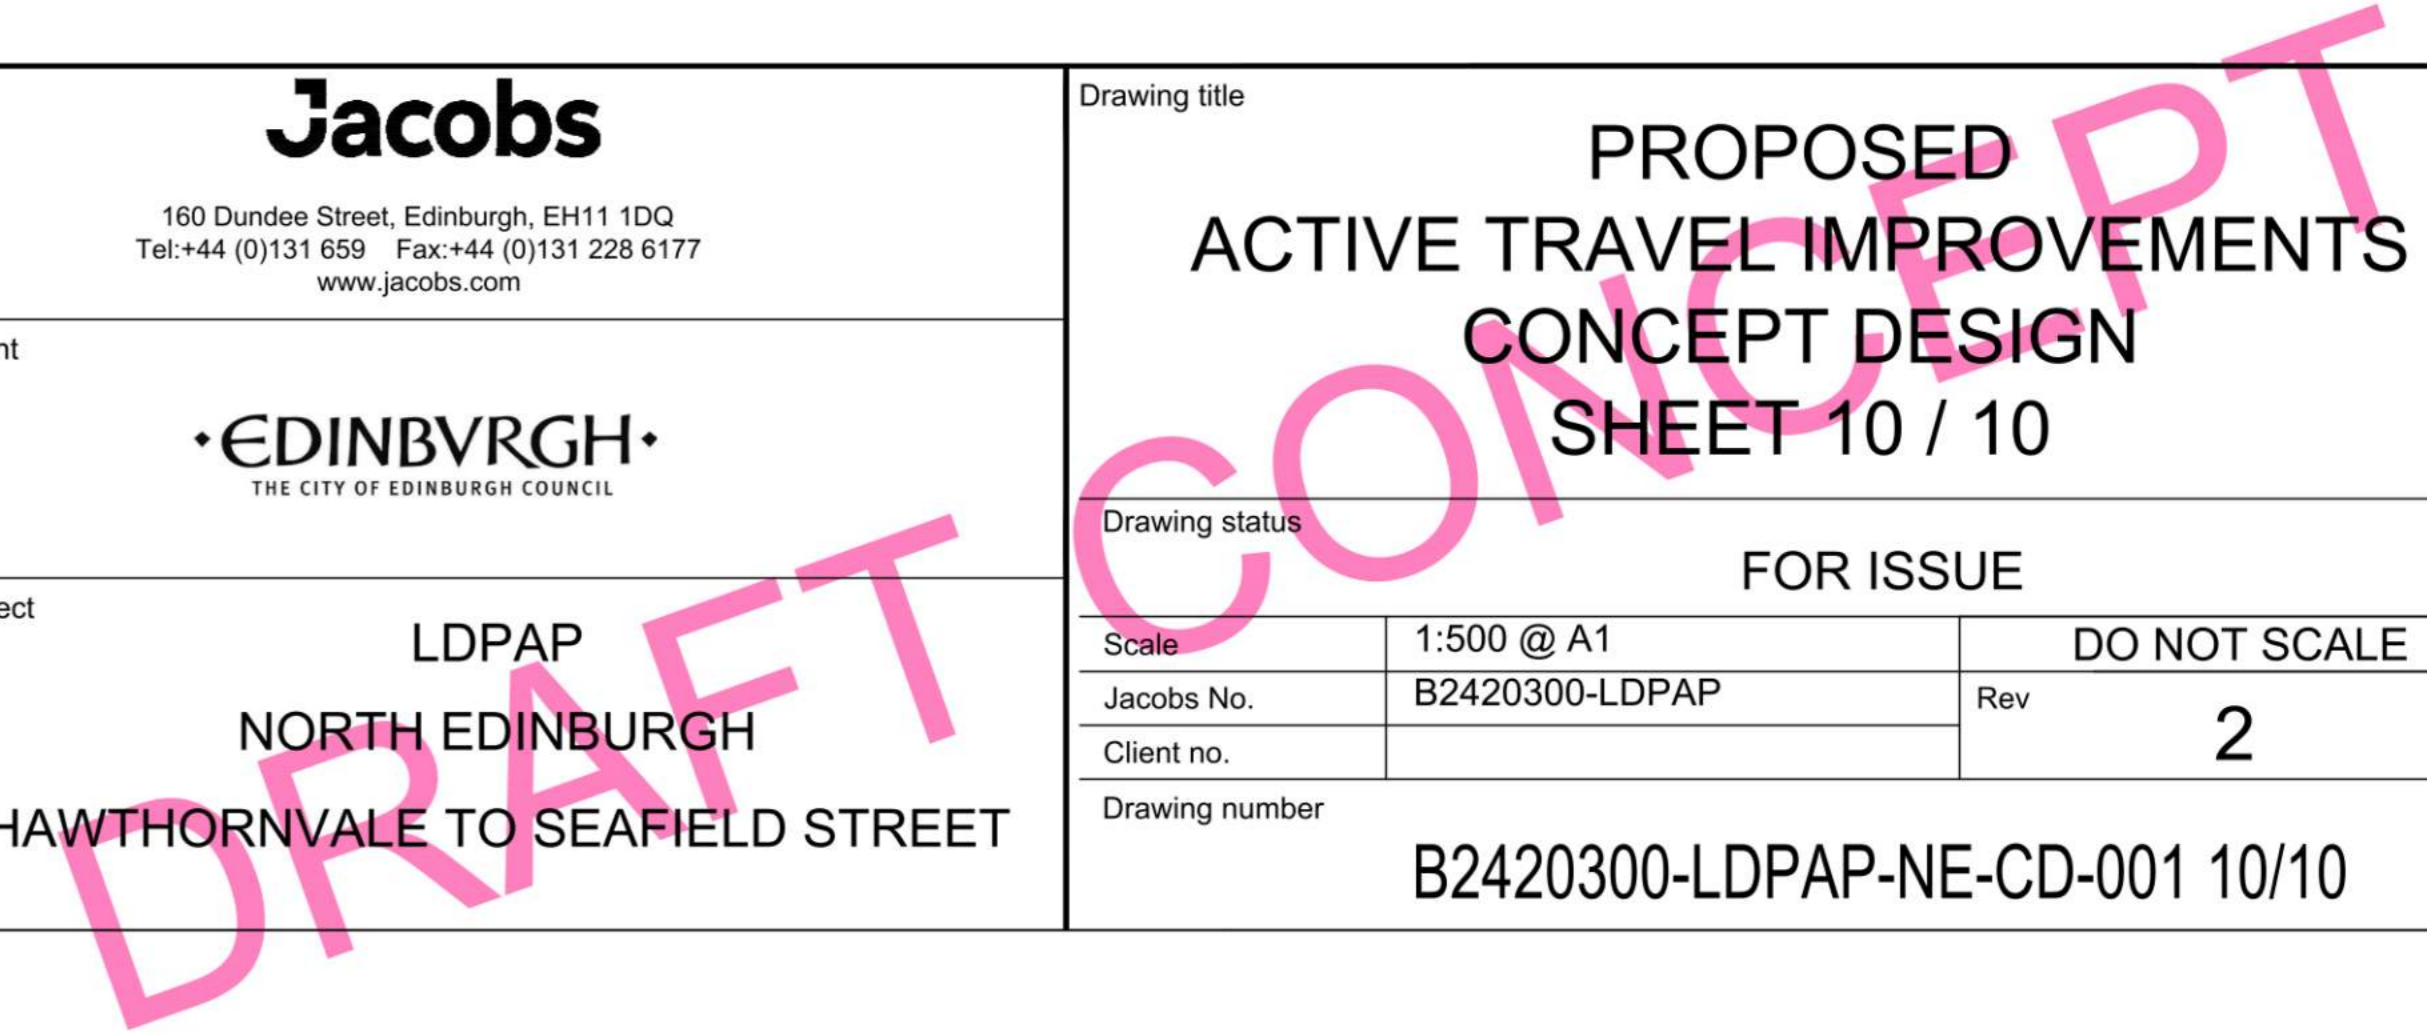 Jacobs
160 Dundee Street, Edinburgh, EH11 1DQ
Tel:+44 (0)131 659 Fax:+44 (0)131 228 6177
www.jacobs.com
nt
EDINBVRGH
THE CITY OF EDINBURGH COUNCIL
ect
LDPAP
NORTH EDINBURGH
HAWTHORNVALE TO SEAFIELD STREET
Drawing title
PROPOSED
ACTIVE TRAVEL IMPROVEMENTS
CONCEPT DESIGN
SHEET 10 / 10
Drawing status
FOR ISSUE
Scale 1:500 @ A1 DO NOT SCALE
Jacobs No. B2420300-LDPAP Rev
2
Client no.
Drawing number
B2420300-LDPAP-NE-CD-001 10/10
DRAFT CONCEPT